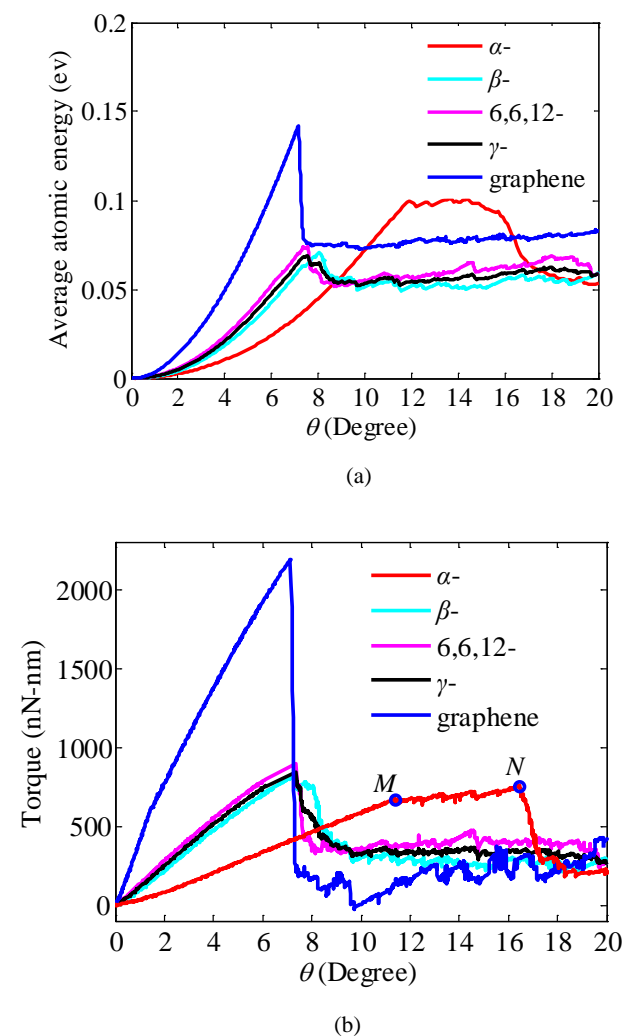 0.2
0.15
0.1
0.05
0
Average atomic energy (ev)
α-
β-
6,6,12-
γ-
graphene
0 2 4 6 8 10 12 14 16 18 20
θ (Degree)
(a)
2000
1500
1000
500
0
Torque (nN-nm)
α-
β-
6,6,12-
γ-
graphene
M
N
0 2 4 6 8 10 12 14 16 18 20
θ (Degree)
(b)